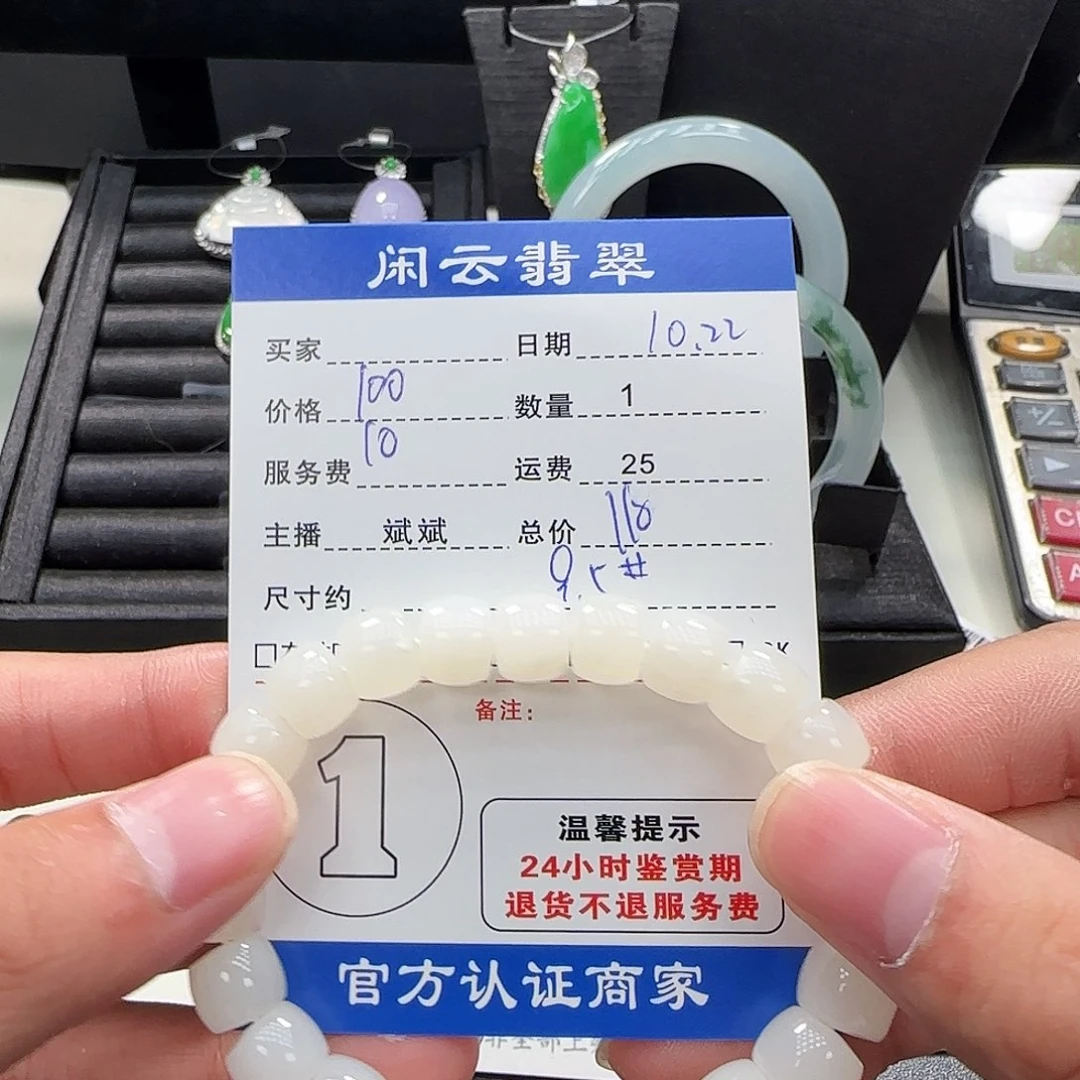 闲云翡翠
买家 日期 10.22
价格 100 数量 1
服务费 10 运费 25
主播 斌斌 总价
尺寸约
备注：
1
温馨提示
24小时鉴赏期
退货不退服务费
官方认证商家